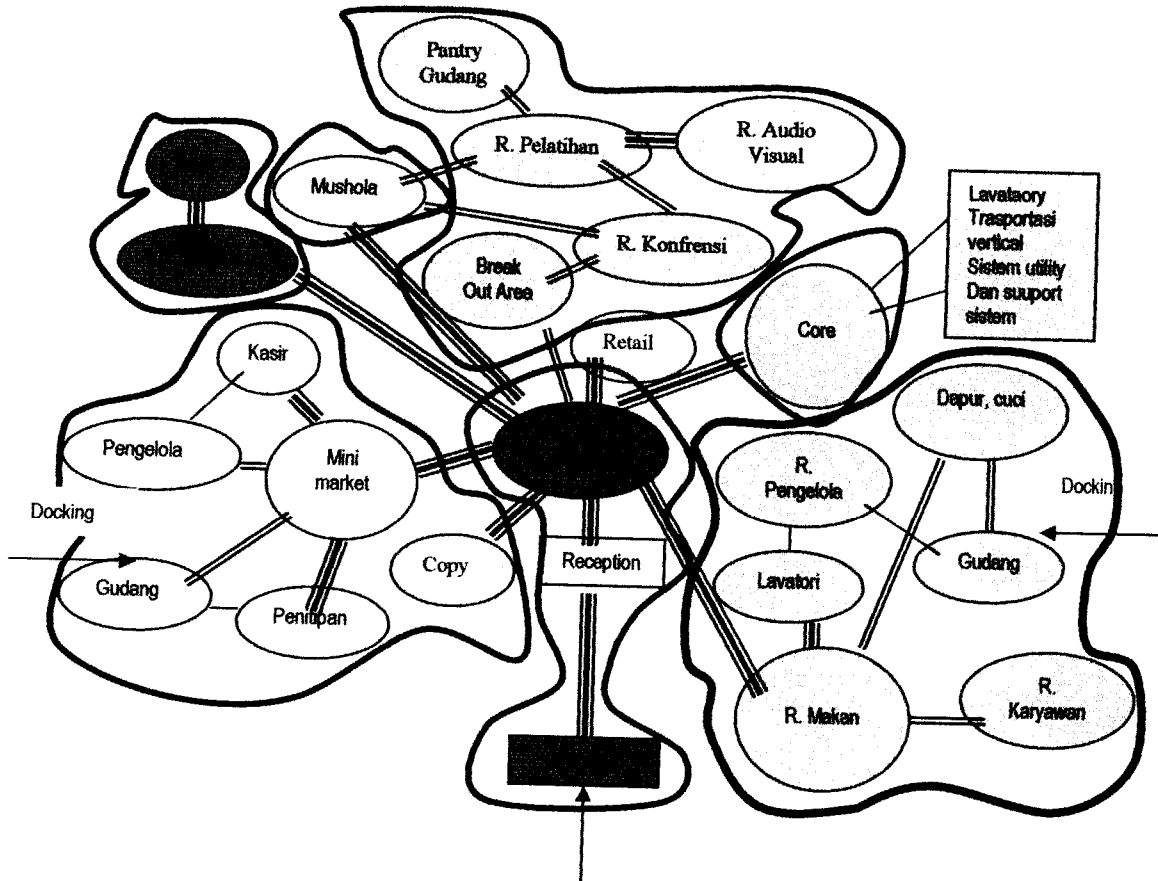 Pantry
Gudang
R. Pelatihan
R. Audio
Visual
Mushola
R. Konfrensi
Break
Out Area
Lavataory
Trasportasi
vertical
Sistem utility
Dan suuport
sistem
Core
Retail
Kasir
Pengelola
Mini
market
Docking
Gudang
Penitipan
Copy
Reception
Dapur, cuci
R.
Pengelola
Dockin
Gudang
Lavatori
R. Makan
R.
Karyawan